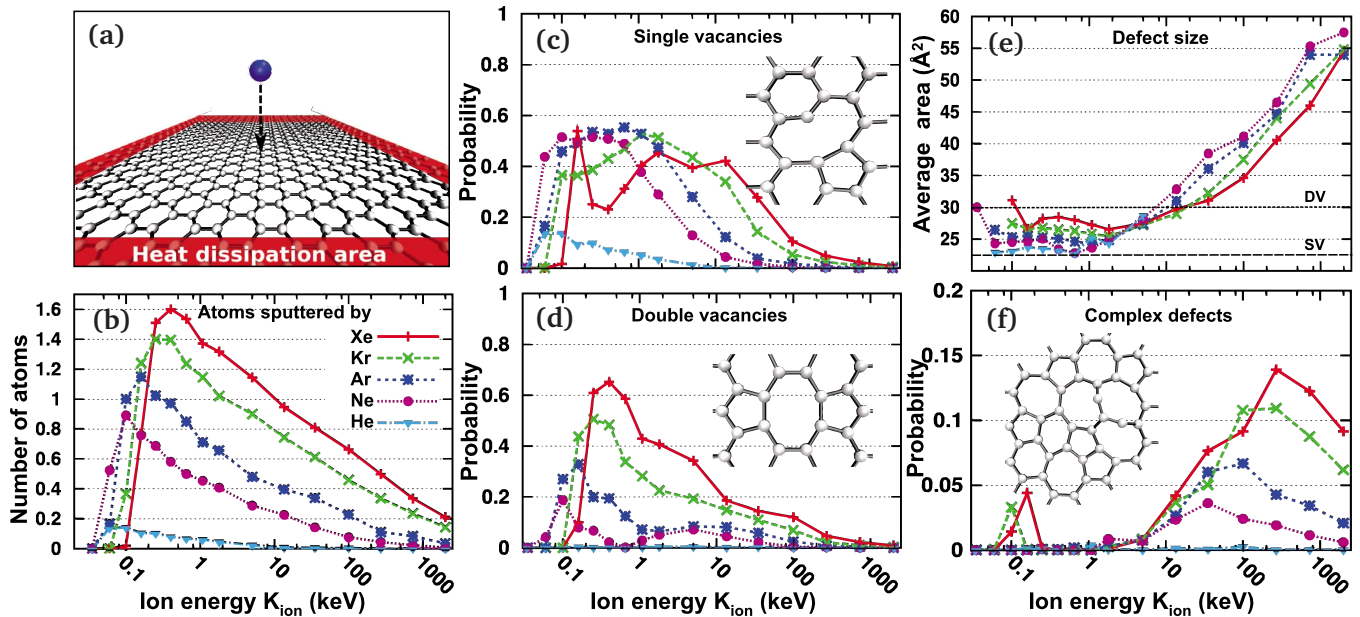 (a)
Heat dissipation area
(b)
Atoms sputtered by
Xe
Kr
Ar
Ne
He
Number of atoms
1.6
1.4
1.2
1
0.8
0.6
0.4
0.2
0
0.1
1
10
100
1000
Ion energy K_ion (keV)
(c)
Single vacancies
Probability
1
0.8
0.6
0.4
0.2
0
(d)
Double vacancies
Probability
1
0.8
0.6
0.4
0.2
0
0.1
1
10
100
1000
Ion energy K_ion (keV)
(e)
Defect size
Average area (Å²)
60
55
50
45
40
35
30
25
20
DV
SV
(f)
Complex defects
Probability
0.2
0.15
0.1
0.05
0
0.1
1
10
100
1000
Ion energy K_ion (keV)